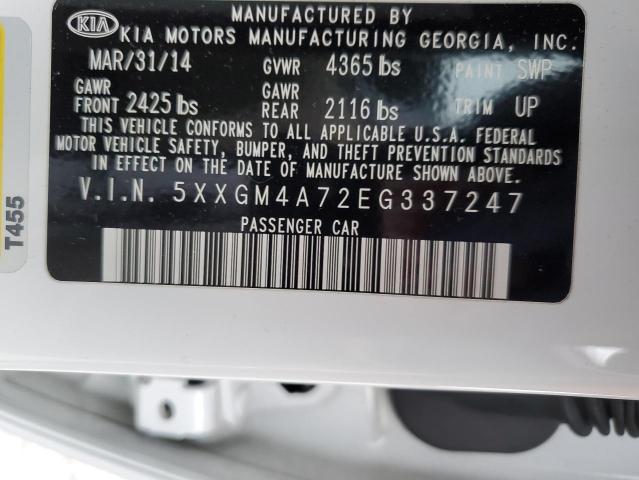 MANUFACTURED BY
KIA KIA MOTORS MANUFACTURING GEORGIA, INC.
MAR/31/14 GVWR 4365 lbs PAINT SWP
GAWR FRONT 2425 lbs GAWR REAR 2116 lbs TRIM UP
THIS VEHICLE CONFORMS TO ALL APPLICABLE U.S.A. FEDERAL
MOTOR VEHICLE SAFETY, BUMPER, AND THEFT PREVENTION STANDARDS
IN EFFECT ON THE DATE OF MANUFACTURE SHOWN ABOVE.
V.I.N. 5XXGM4A72EG337247
PASSENGER CAR
T455